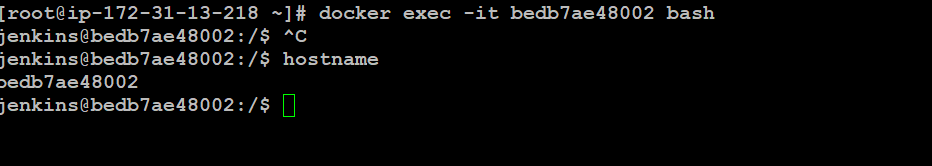 [root@ip-172-31-13-218 ~]# docker exec -it bedb7ae48002 bash
jenkins@bedb7ae48002:/$ ^C
jenkins@bedb7ae48002:/$ hostname
bedb7ae48002
jenkins@bedb7ae48002:/$